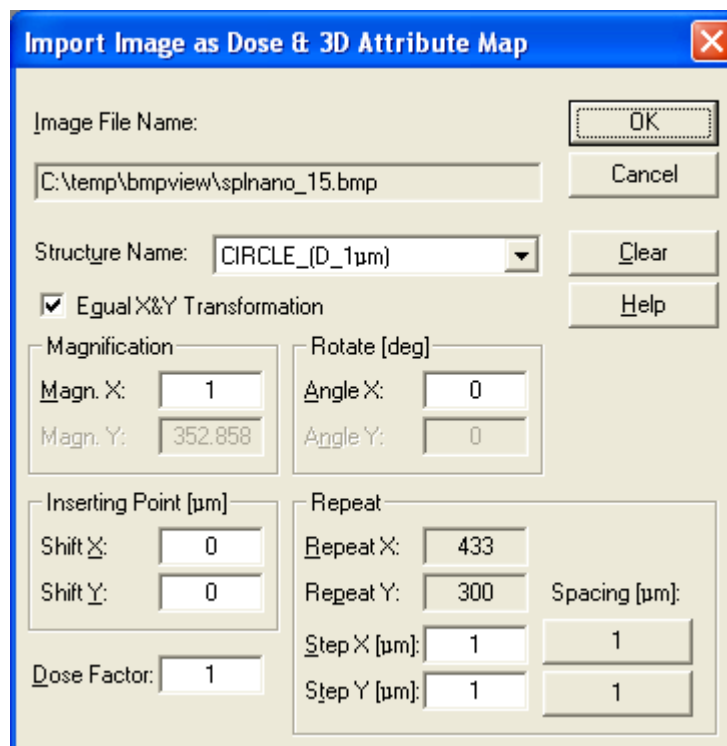 Import Image as Dose & 3D Attribute Map
Image File Name:
OK
C:\temp\bmpview\splnano_15.bmp
Cancel
Structure Name: CIRCLE_(D_1µm)
Clear
Equal X&Y Transformation
Help
Magnification
Rotate [deg]
Magn. X: 1
Angle X: 0
Magn. Y: 352.858
Angle Y: 0
Inserting Point [µm]
Repeat
Shift X: 0
Repeat X: 433
Shift Y: 0
Repeat Y: 300
Spacing [µm]:
Step X [µm]: 1
1
Dose Factor: 1
Step Y [µm]: 1
1